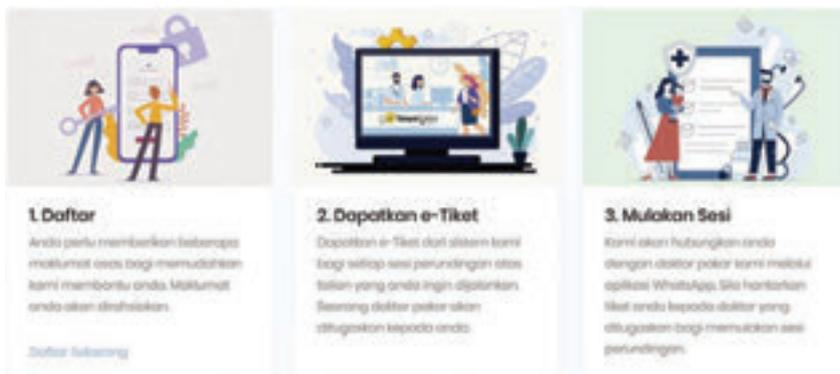 1. Daftar
Anda perlu memberikan beberapa
maklumat asas bagi memudahkan
kami membantu anda. Maklumat
anda akan dirahsiakan.
Daftar Sekarang
2. Dapatkan e-Tiket
Dapatkan e-Tiket dari sistem kami
bagi setiap sesi perundingan atas
talian yang anda ingin dijalankan.
Seorang doktor pakar akan
ditugaskan kepada anda.
3. Mulakan Sesi
Kami akan hubungkan anda
dengan doktor pakar kami melalui
aplikasi WhatsApp. Sila hantarkan
tiket anda kepada doktor yang
ditugaskan bagi memulakan sesi
perundingan.